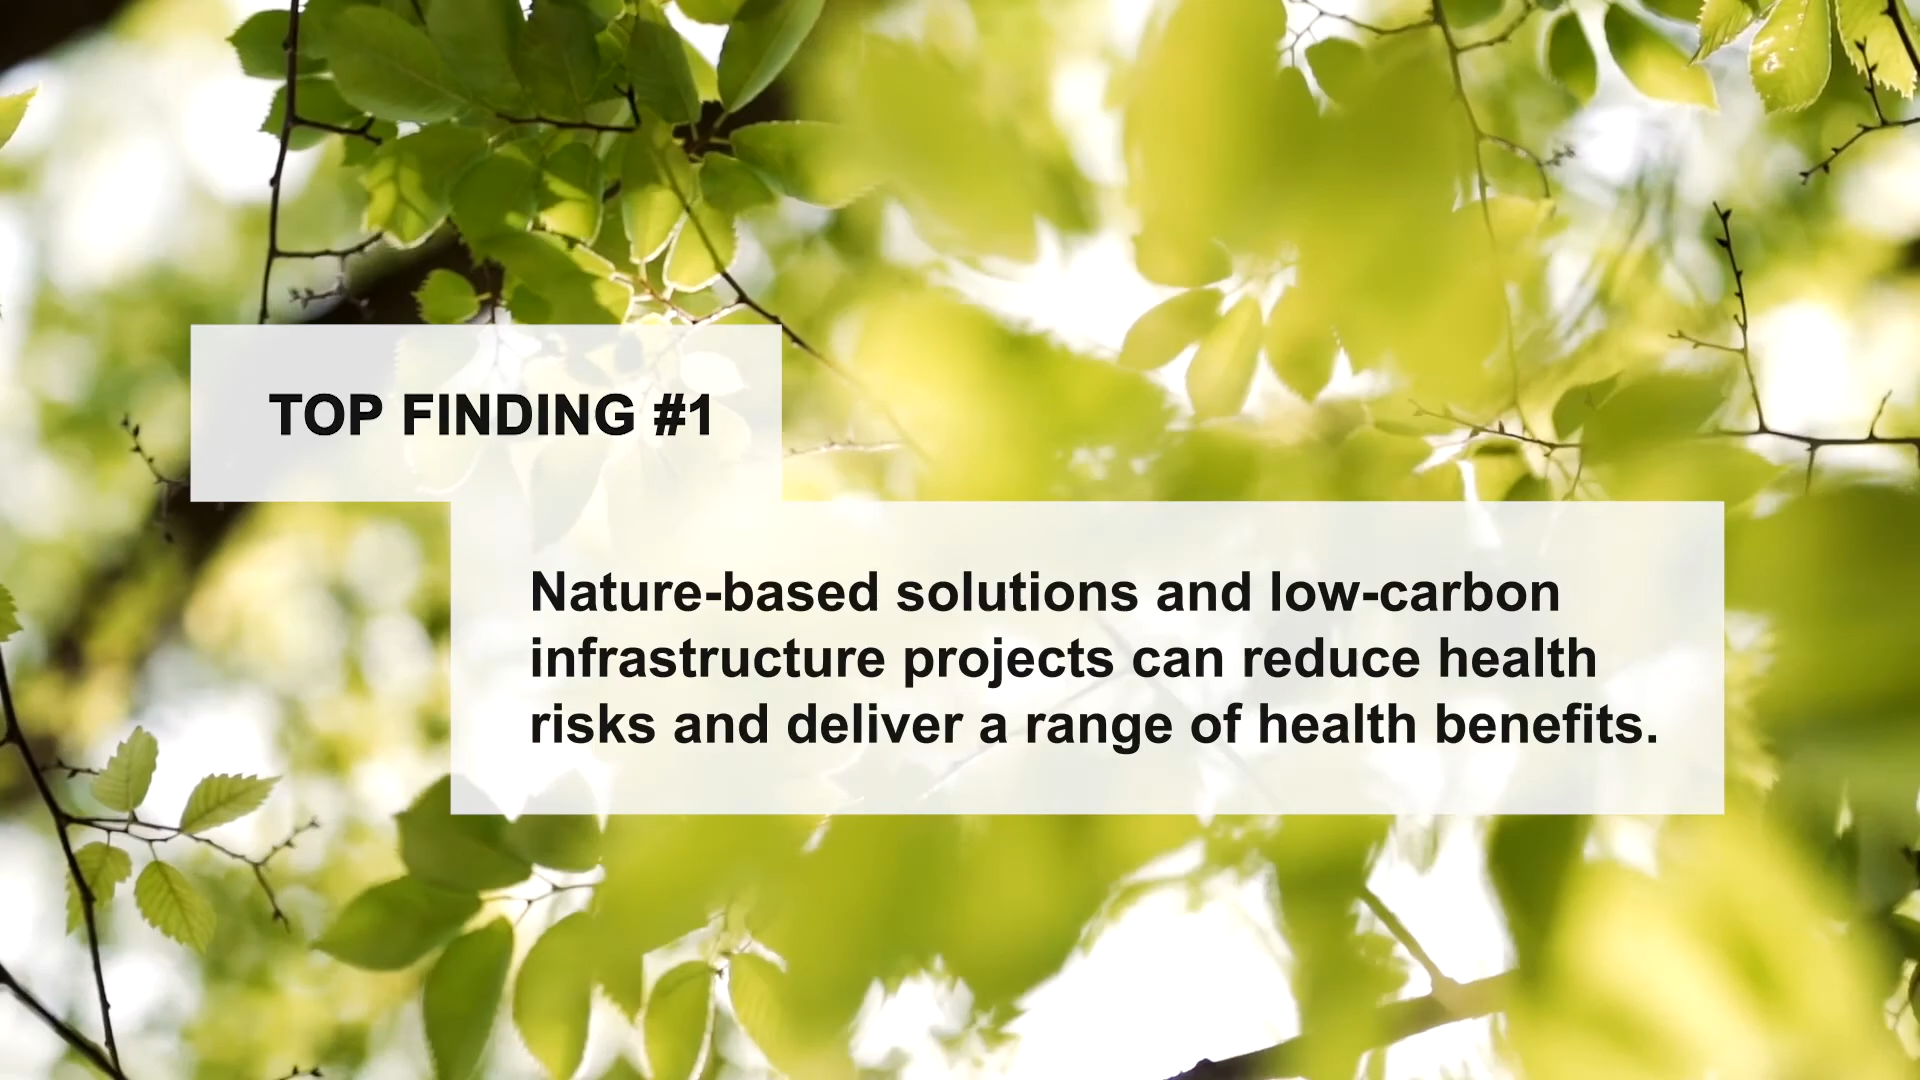 TOP FINDING #1
Nature-based solutions and low-carbon
infrastructure projects can reduce health
risks and deliver a range of health benefits.